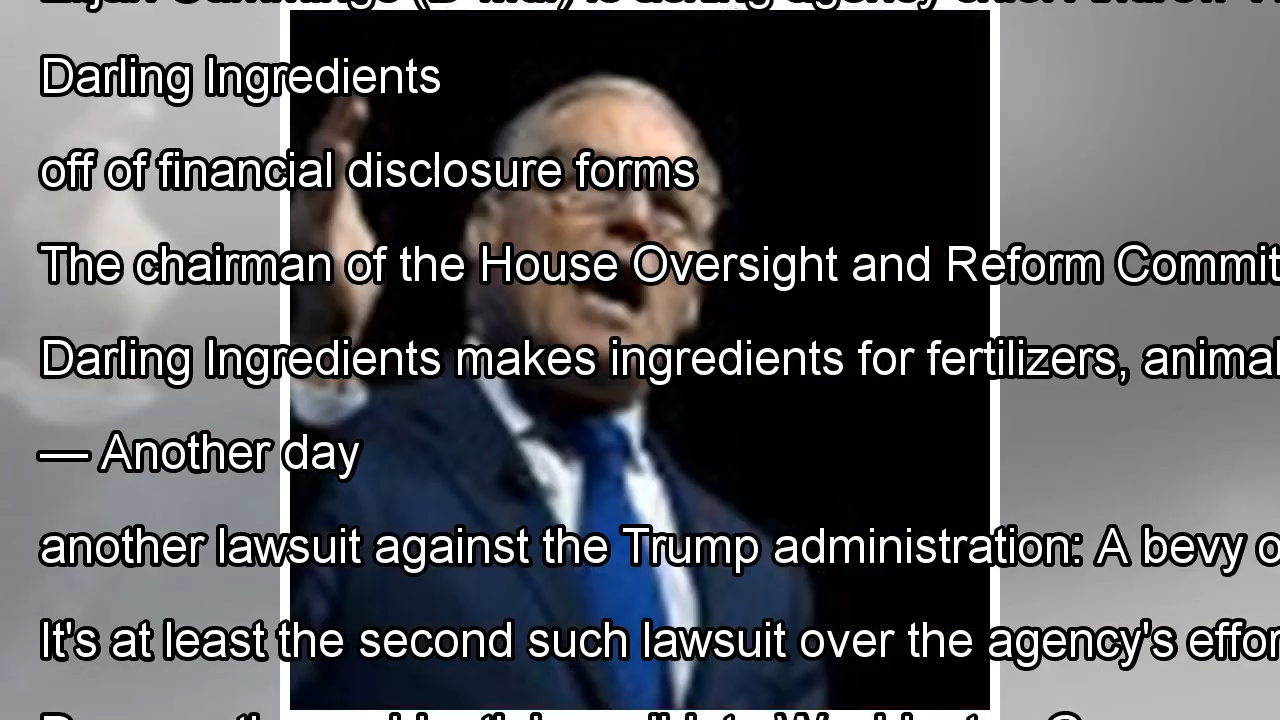 Darling Ingredients
off of financial disclosure forms
The chairman of the House Oversight and Reform Commit
Darling Ingredients makes ingredients for fertilizers, animal
— Another day
another lawsuit against the Trump administration: A bevy o
It's at least the second such lawsuit over the agency's effor